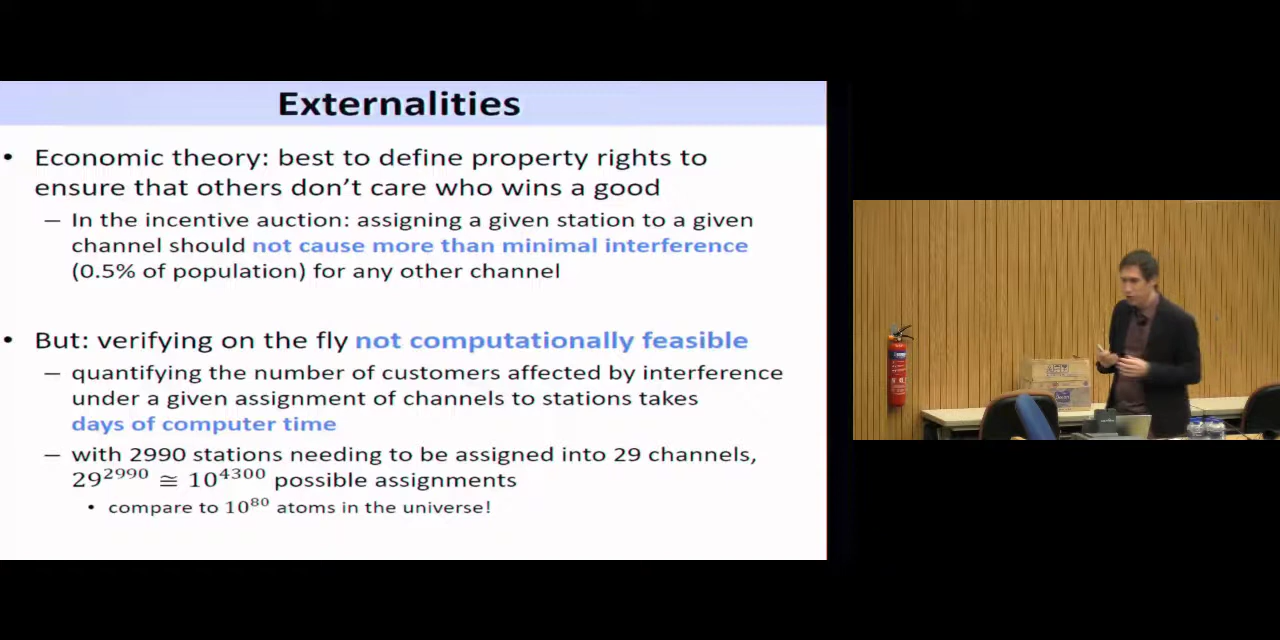 Externalities
• Economic theory: best to define property rights to
ensure that others don't care who wins a good
– In the incentive auction: assigning a given station to a given
channel should not cause more than minimal interference
(0.5% of population) for any other channel
• But: verifying on the fly not computationally feasible
– quantifying the number of customers affected by interference
under a given assignment of channels to stations takes
days of computer time
– with 2990 stations needing to be assigned into 29 channels,
29^2990 ≅ 10^4300 possible assignments
• compare to 10^80 atoms in the universe!